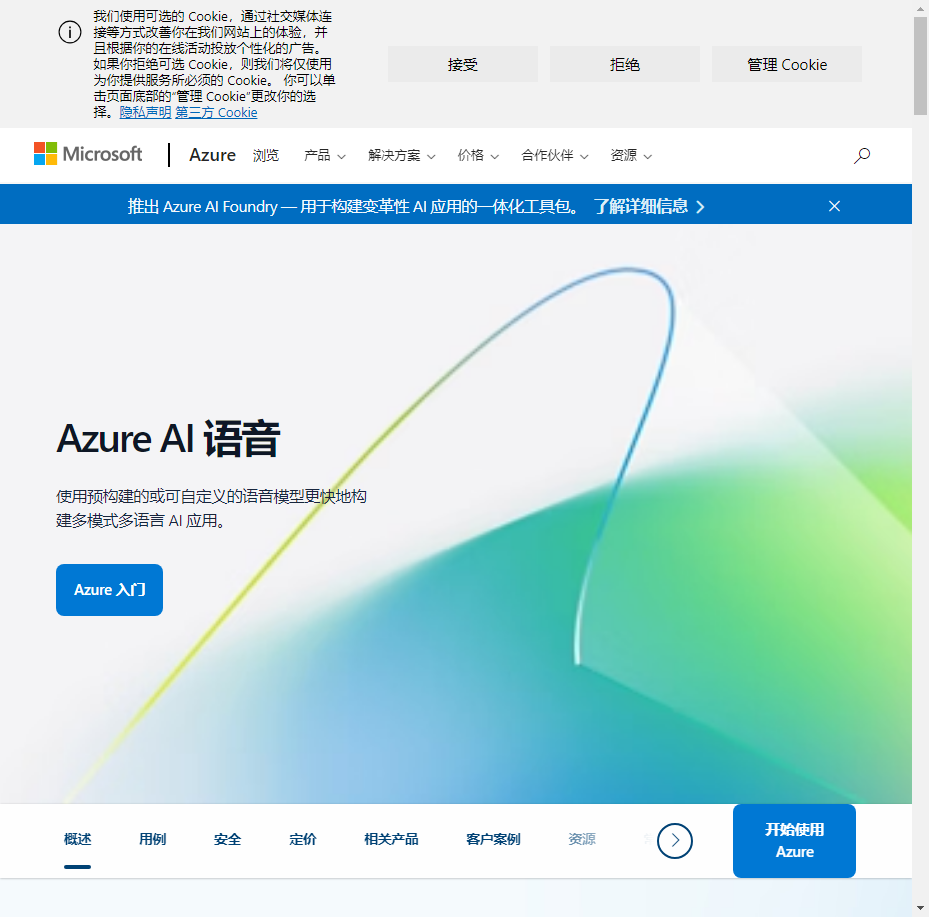 我们使用可选的 Cookie，通过社交媒体连
接等方式改善你在我们网站上的体验，并
且根据你的在线活动投放个性化的广告。
如果你拒绝可选 Cookie，则我们将仅使用
为你提供服务所必须的 Cookie。 你可以单
击页面底部的“管理 Cookie”更改你的选
择。隐私声明 第三方 Cookie
接受
拒绝
管理 Cookie
Microsoft
Azure
浏览
产品
解决方案
价格
合作伙伴
资源
推出 Azure AI Foundry — 用于构建变革性 AI 应用的一体化工具包。 了解详细信息
Azure AI 语音
使用预构建的或可自定义的语音模型更快地构
建多模式多语言 AI 应用。
Azure 入门
概述
用例
安全
定价
相关产品
客户案例
资源
开始使用
Azure